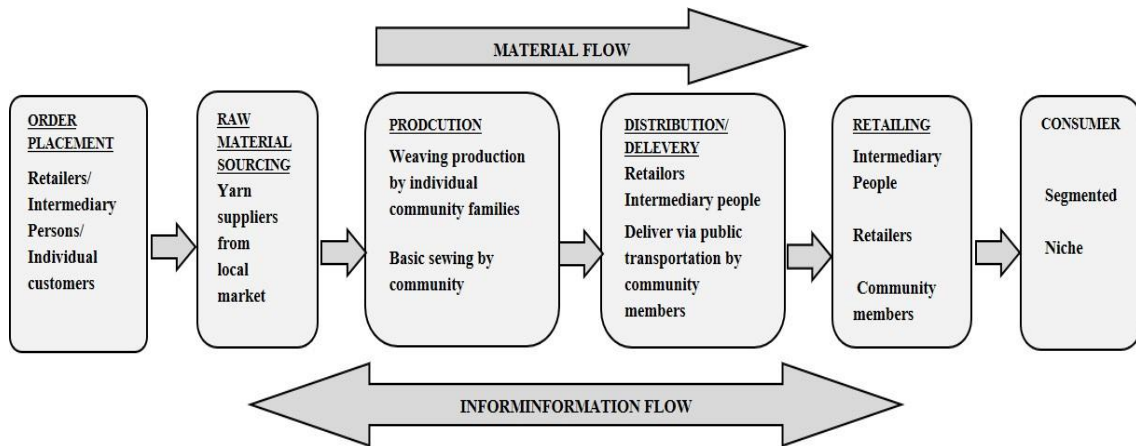 MATERIAL FLOW
ORDER
PLACEMENT
Retailers/
Intermediary
Persons/
Individual
customers
RAW
MATERIAL
SOURCING
Yarn
suppliers
from
local
market
PRODCUTION
Weaving production
by individual
community families
Basic sewing by
community
DISTRIBUTION/
DELEVERY
Retailors
Intermediary people
Deliver via public
transportation by
community
members
RETAILING
Intermediary
People
Retailers
Community
members
CONSUMER
Segmented
Niche
INFORMINFORMATION FLOW